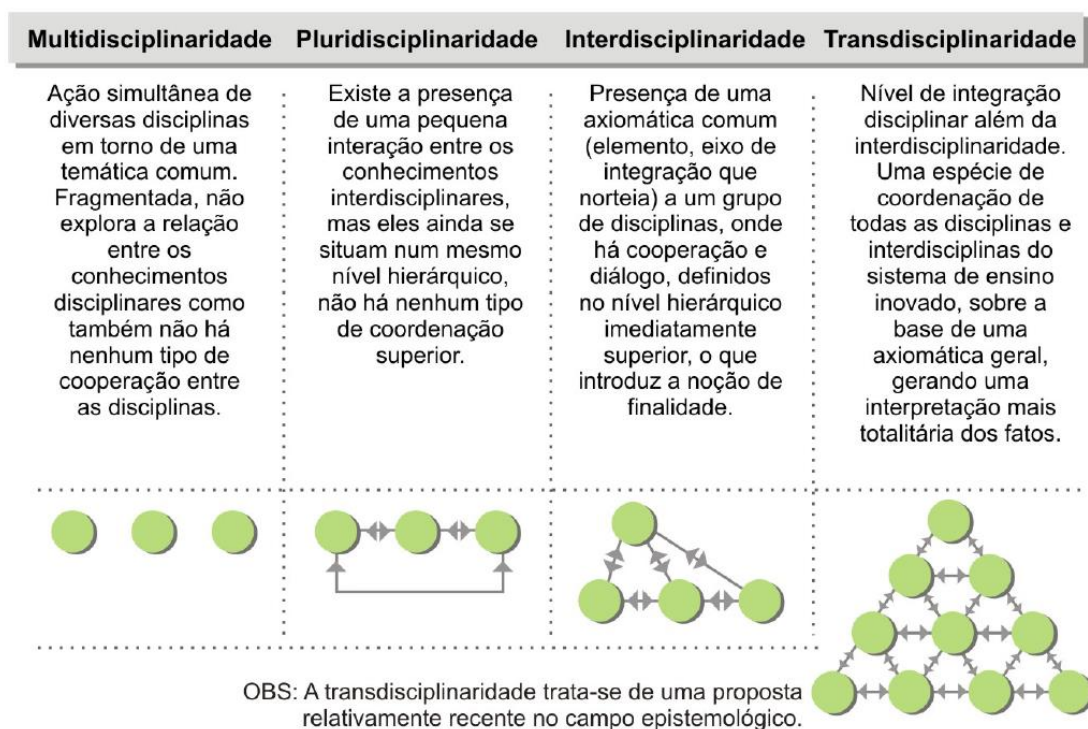 Multidisciplinaridade
Pluridisciplinaridade
Interdisciplinaridade
Transdisciplinaridade
Ação simultânea de
diversas disciplinas
em torno de uma
temática comum.
Fragmentada, não
explora a relação
entre os
conhecimentos
disciplinares como
também não há
nenhum tipo de
cooperação entre
as disciplinas.
Existe a presença
de uma pequena
interação entre os
conhecimentos
interdisciplinares,
mas eles ainda se
situam num mesmo
nível hierárquico,
não há nenhum tipo
de coordenação
superior.
Presença de uma
axiomática comum
(elemento, eixo de
integração que
norteia) a um grupo
de disciplinas, onde
há cooperação e
diálogo, definidos
no nível hierárquico
imediatamente
superior, o que
introduz a noção de
finalidade.
Nível de integração
disciplinar além da
interdisciplinaridade.
Uma espécie de
coordenação de
todas as disciplinas e
interdisciplinas do
sistema de ensino
inovado, sobre a
base de uma
axiomática geral,
gerando uma
interpretação mais
totalitária dos fatos.
OBS: A transdisciplinaridade trata-se de uma proposta
relativamente recente no campo epistemológico.